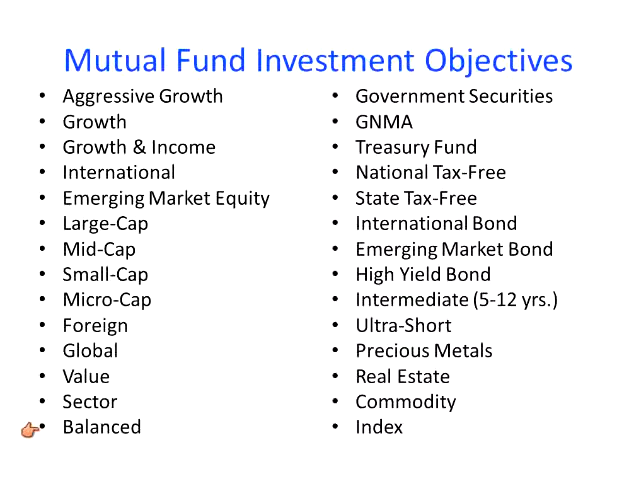 Mutual Fund Investment Objectives
• Aggressive Growth
• Growth
• Growth & Income
• International
• Emerging Market Equity
• Large-Cap
• Mid-Cap
• Small-Cap
• Micro-Cap
• Foreign
• Global
• Value
• Sector
• Balanced
• Government Securities
• GNMA
• Treasury Fund
• National Tax-Free
• State Tax-Free
• International Bond
• Emerging Market Bond
• High Yield Bond
• Intermediate (5-12 yrs.)
• Ultra-Short
• Precious Metals
• Real Estate
• Commodity
• Index